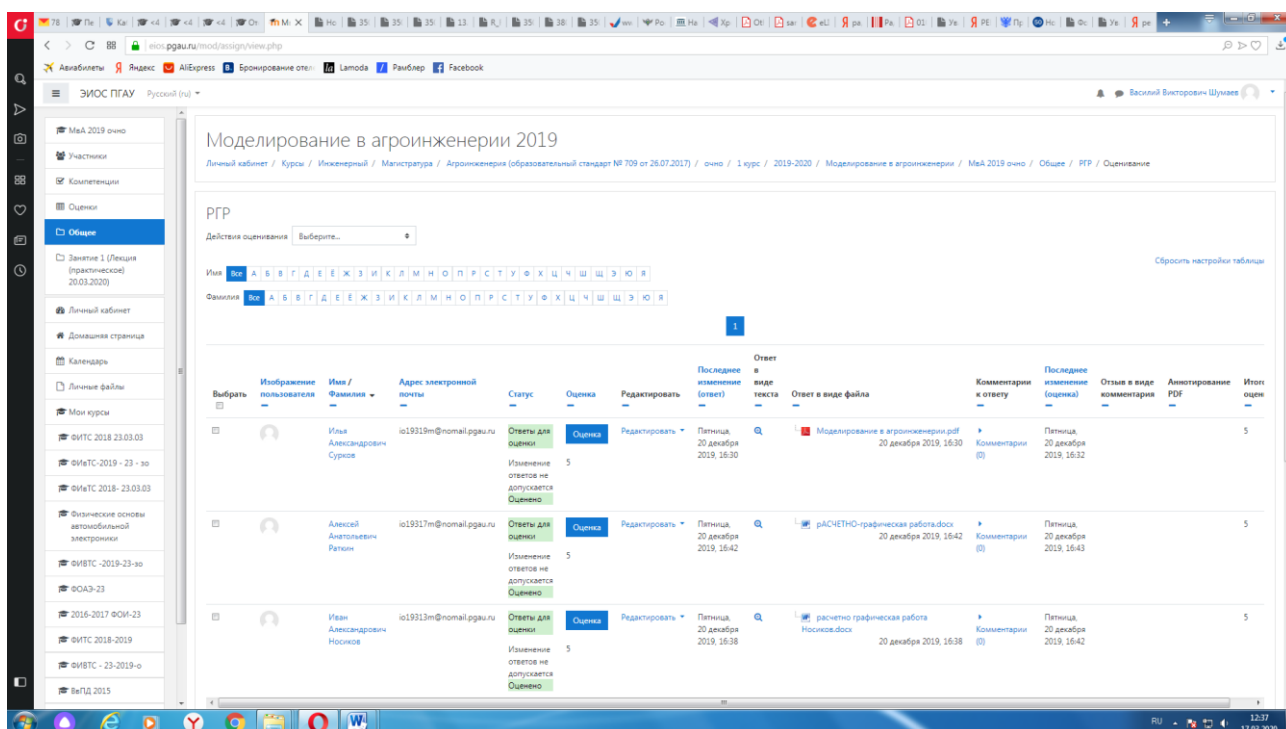 eios.pgau.ru/mod/assign/view.php
Авиабилеты Яндекс AliExpress Бронирование отел Lamoda Рамблер Facebook
ЭИОС ПГАУ Русский (ru)
Василий Викторович Шумаев
МвА 2019 очно
Участники
Компетенции
Оценки
Общее
Занятие 1 (Лекция
(практическое)
20.03.2020)
Личный кабинет
Домашняя страница
Календарь
Личные файлы
Мои курсы
ФИТС 2018 23.03.03
ФИвТС-2019 - 23 - зо
ФИвТС 2018- 23.03.03
Физические основы
автомобильной
электроники
ФИВТС -2019-23-зо
ФОАЭ-23
2016-2017 ФОИ-23
ФИТС 2018-2019
ФИВТС - 23-2019-о
ВвПД 2015
Моделирование в агроинженерии 2019
Личный кабинет / Курсы / Инженерный / Магистратура / Агроинженерия (образовательный стандарт № 709 от 26.07.2017) / очно / 1 курс / 2019-2020 / Моделирование в агроинженерии / МвА 2019 очно / Общее / РГР / Оценивание
РГР
Действия оценивания Выберите...
Сбросить настройки таблицы
Имя Все А Б В Г Д Е Ё Ж З И К Л М Н О П Р С Т У Ф Х Ц Ч Ш Щ Э Ю Я
Фамилия Все А Б В Г Д Е Ё Ж З И К Л М Н О П Р С Т У Ф Х Ц Ч Ш Щ Э Ю Я
1
Выбрать
Изображение
пользователя
Имя /
Фамилия
Адрес электронной
почты
Статус
Оценка
Редактировать
Последнее
изменение
(ответ)
Ответ
в
виде
текста
Ответ в виде файла
Комментарии
к ответу
Последнее
изменение
(оценка)
Отзыв в виде
комментария
Аннотирование
PDF
Итого
оцен
Илья
Александрович
Сурков
io19319m@nomail.pgau.ru
Ответы для
оценки
Изменение
ответов не
допускается
Оценено
Оценка
5
Редактировать
Пятница,
20 декабря
2019, 16:30
Моделирование в агроинженерии.pdf
20 декабря 2019, 16:30
Комментарии
(0)
Пятница,
20 декабря
2019, 16:32
5
Алексей
Анатольевич
Раткин
io19317m@nomail.pgau.ru
Ответы для
оценки
Изменение
ответов не
допускается
Оценено
Оценка
5
Редактировать
Пятница,
20 декабря
2019, 16:42
рАСЧЕТНО-графическая работа.docx
20 декабря 2019, 16:42
Комментарии
(0)
Пятница,
20 декабря
2019, 16:43
5
Иван
Александрович
Носиков
io19313m@nomail.pgau.ru
Ответы для
оценки
Изменение
ответов не
допускается
Оценено
Оценка
5
Редактировать
Пятница,
20 декабря
2019, 16:38
расчетно графическая работа
Носиков.docx
20 декабря 2019, 16:38
Комментарии
(0)
Пятница,
20 декабря
2019, 16:42
5
RU
12:37
17.03.2020